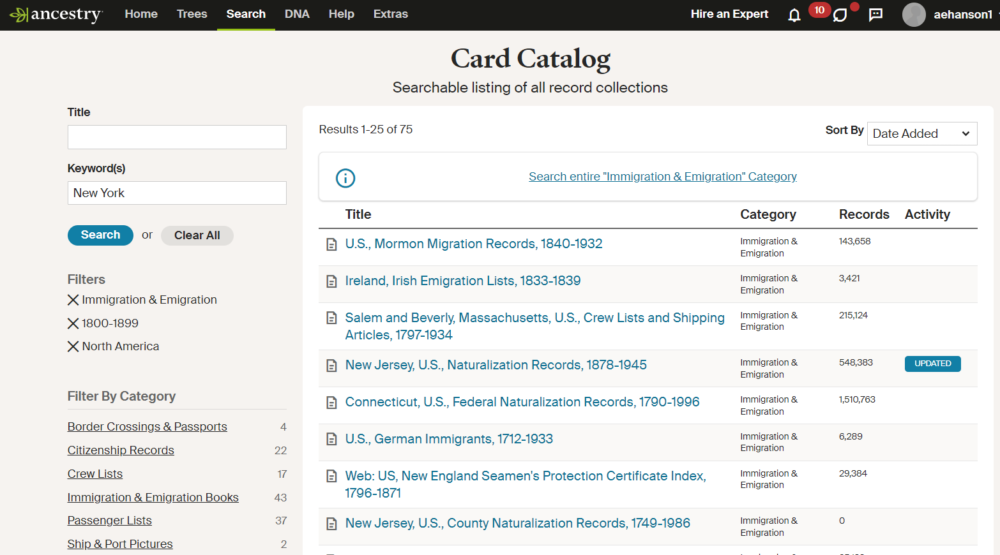 ancestry
Home Trees Search DNA Help Extras
Hire an Expert
10
aehanson1
Card Catalog
Searchable listing of all record collections
Title
Keyword(s)
New York
Search or Clear All
Filters
Immigration & Emigration
1800-1899
North America
Filter By Category
Border Crossings & Passports 4
Citizenship Records 22
Crew Lists 17
Immigration & Emigration Books 43
Passenger Lists 37
Ship & Port Pictures 2
Results 1-25 of 75
Sort By Date Added
Search entire "Immigration & Emigration" Category
Title Category Records Activity
U.S., Mormon Migration Records, 1840-1932 Immigration & 143,658
Emigration
Ireland, Irish Emigration Lists, 1833-1839 Immigration & 3,421
Emigration
Salem and Beverly, Massachusetts, U.S., Crew Lists and Shipping Immigration & 215,124
Articles, 1797-1934 Emigration
New Jersey, U.S., Naturalization Records, 1878-1945 Immigration & 548,383 UPDATED
Emigration
Connecticut, U.S., Federal Naturalization Records, 1790-1996 Immigration & 1,510,763
Emigration
U.S., German Immigrants, 1712-1933 Immigration & 6,289
Emigration
Web: US, New England Seamen's Protection Certificate Index, Immigration & 29,384
1796-1871 Emigration
New Jersey, U.S., County Naturalization Records, 1749-1986 Immigration & 0
Emigration